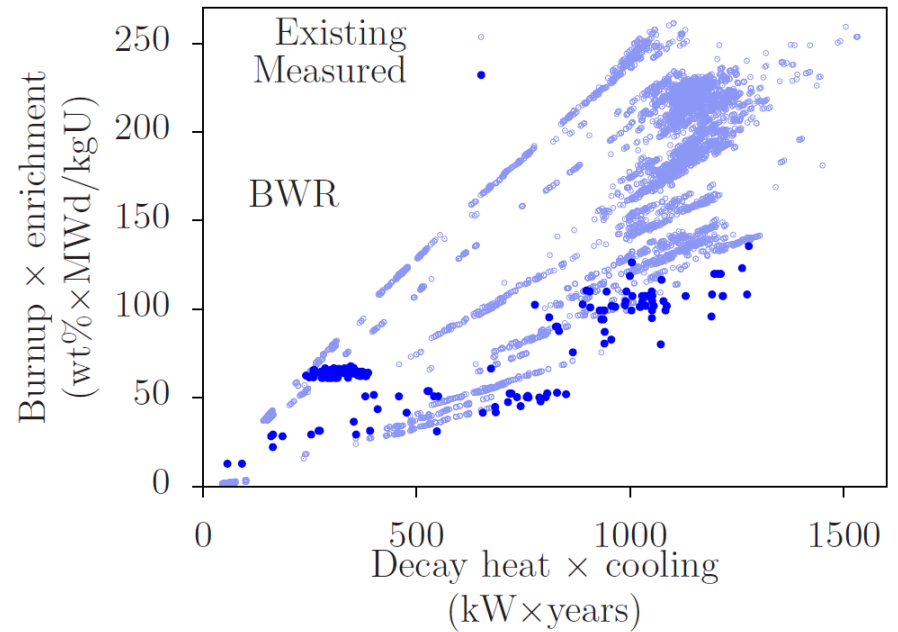 Existing
Measured
BWR
Burnup × enrichment
(wt%×MWd/kgU)
250
200
150
100
50
0
0 500 1000 1500
Decay heat × cooling
(kW×years)